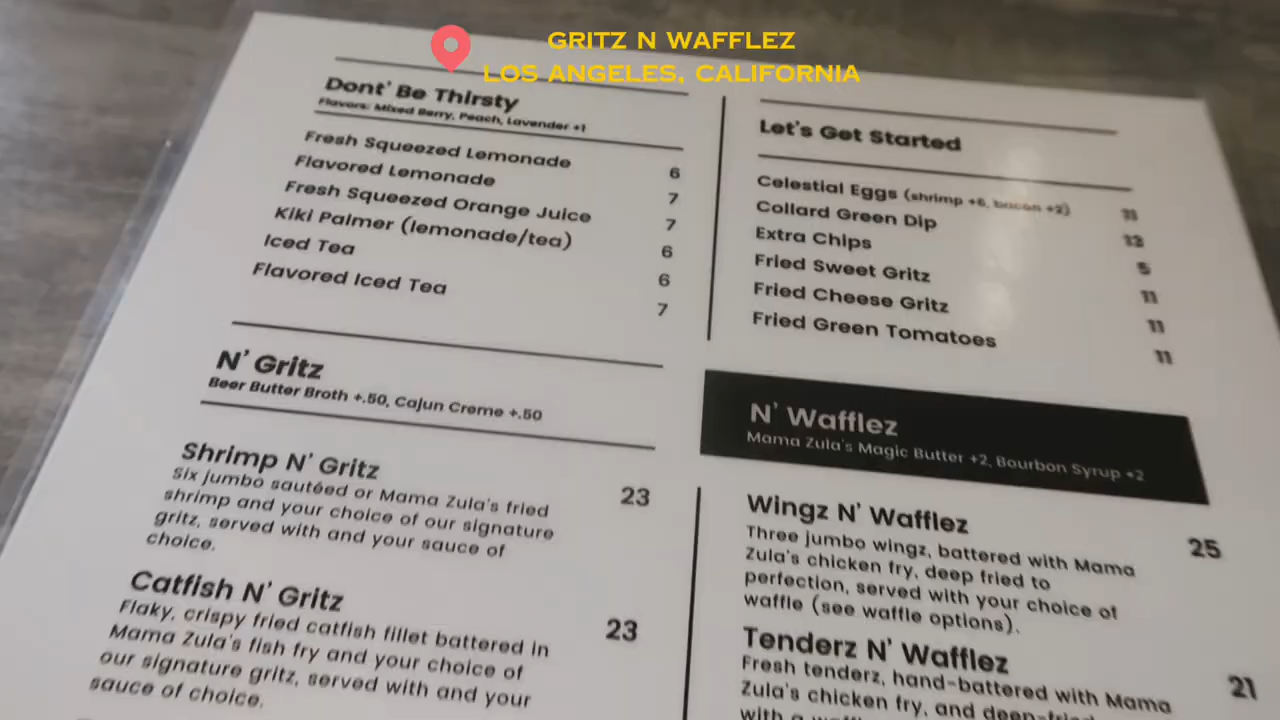 GRITZ N WAFFLEZ
LOS ANGELES, CALIFORNIA
Dont' Be Thirsty
Flavors: Mixed Berry, Peach, Lavender +1
Fresh Squeezed Lemonade 6
Flavored Lemonade 7
Fresh Squeezed Orange Juice 7
Kiki Palmer (lemonade/tea) 6
Iced Tea 6
Flavored Iced Tea 7
N' Gritz
Beer Butter Broth +.50, Cajun Creme +.50
Shrimp N' Gritz 23
Six jumbo sautéed or Mama Zula's fried
shrimp and your choice of our signature
gritz, served with and your sauce of
choice.
Catfish N' Gritz 23
Flaky, crispy fried catfish fillet battered in
Mama Zula's fish fry and your choice of
our signature gritz, served with and your
sauce of choice.
Let's Get Started
Celestial Eggs (shrimp +6, bacon +2) 11
Collard Green Dip 12
Extra Chips 5
Fried Sweet Gritz 11
Fried Cheese Gritz 11
Fried Green Tomatoes 11
N' Wafflez
Mama Zula's Magic Butter +2, Bourbon Syrup +2
Wingz N' Wafflez 25
Three jumbo wingz, battered with Mama
Zula's chicken fry, deep fried to
perfection, served with your choice of
waffle (see waffle options).
Tenderz N' Wafflez 21
Fresh tenderz, hand-battered with Mama
Zula's chicken fry, and deep-fried
with a